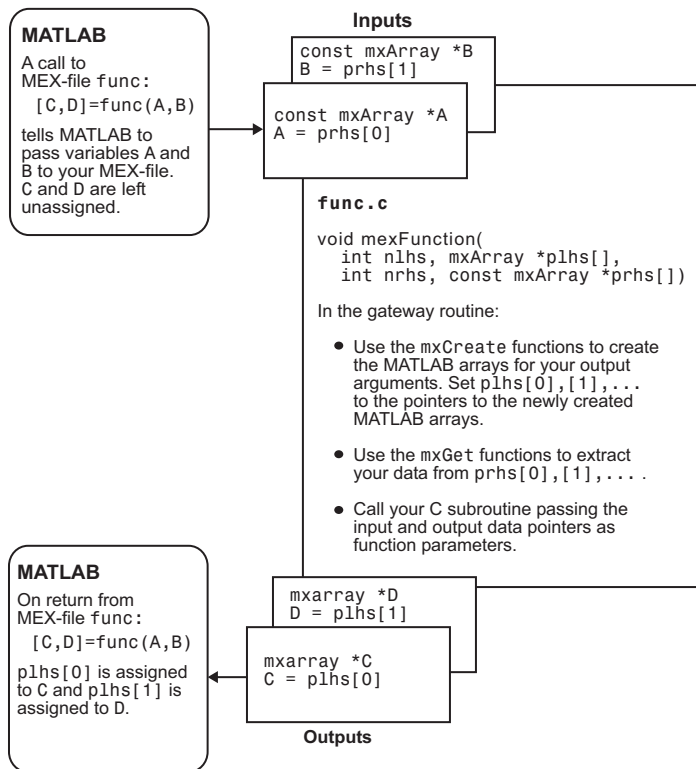 MATLAB
A call to
MEX-file func:
[C,D]=func(A,B)
tells MATLAB to
pass variables A and
B to your MEX-file.
C and D are left
unassigned.
Inputs
const mxArray *B
B = prhs[1]
const mxArray *A
A = prhs[0]
func.c
void mexFunction(
int nlhs, mxArray *plhs[],
int nrhs, const mxArray *prhs[])
In the gateway routine:
• Use the mxCreate functions to create
the MATLAB arrays for your output
arguments. Set plhs[0],[1],...
to the pointers to the newly created
MATLAB arrays.
• Use the mxGet functions to extract
your data from prhs[0],[1],... .
• Call your C subroutine passing the
input and output data pointers as
function parameters.
MATLAB
On return from
MEX-file func:
[C,D]=func(A,B)
plhs[0] is assigned
to C and plhs[1] is
assigned to D.
mxarray *D
D = plhs[1]
mxarray *C
C = plhs[0]
Outputs